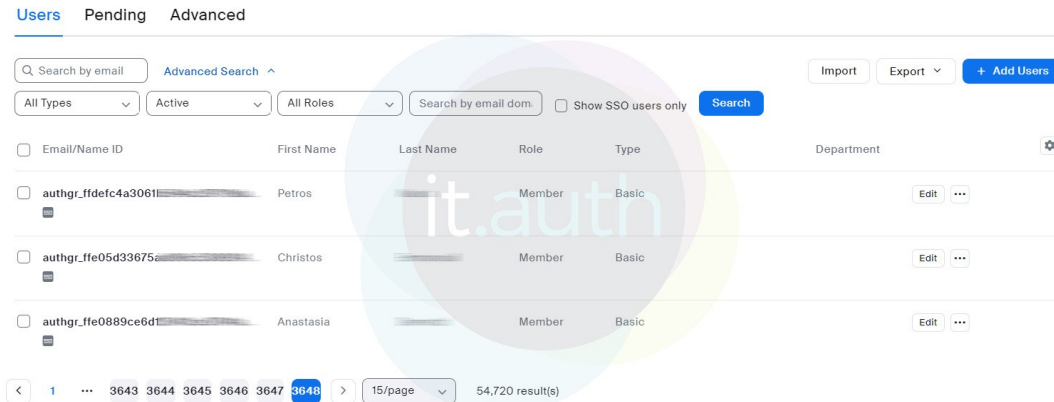 Users Pending Advanced
Search by email Advanced Search Import Export + Add Users
All Types Active All Roles Search by email dom Show SSO users only Search
Email/Name ID First Name Last Name Role Type Department
authgr_ffdefc4a3061 Petros Member Basic Edit ...
authgr_ffe05d33675a Christos Member Basic Edit ...
it.auth
authgr_ffe0889ce6d1 Anastasia Member Basic Edit ...
< 1 ... 3643 3644 3645 3646 3647 3648 > 15/page 54,720 result(s)